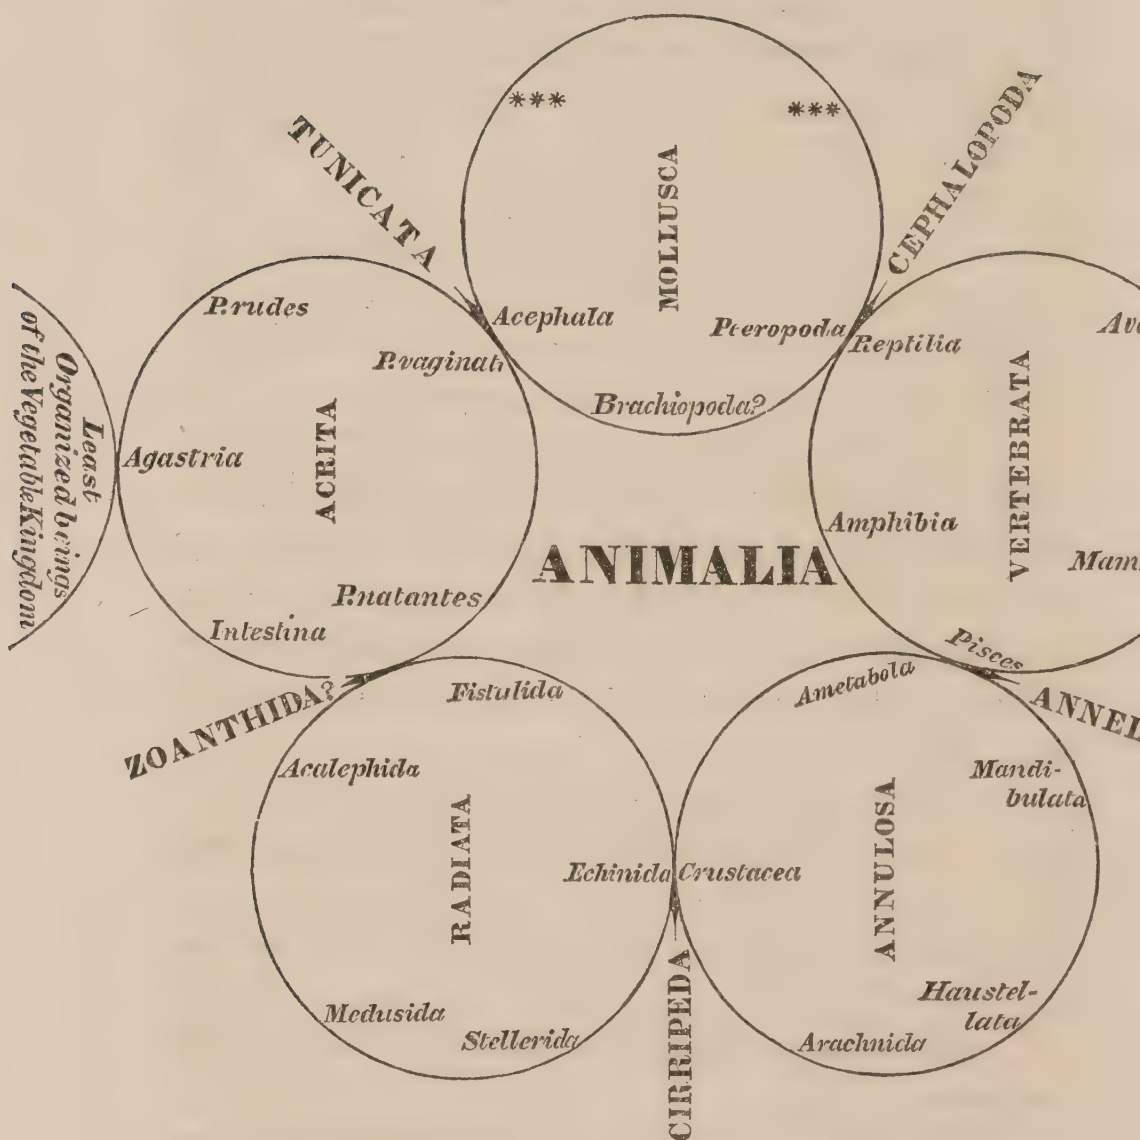 ***
***
MOLLUSCA
Acephala
Pteropoda
Brachiopoda?
TUNICATA
CEPHALOPODA
P.rudes
P.vaginati
ACRITA
Agastria
P.natantes
Intestina
Least
Organized beings
of the Vegetable Kingdom
ANIMALIA
Reptilia
VERTEBRATA
Amphibia
Pisces
ZOANTHIDA?
Fistulida
Acalephida
RADIATA
Echinida
Medusida
Stellerida
Ametabola
Mandi-
bulata
ANNULOSA
Crustacea
Haustel-
lata
Arachnida
CIRRIPEDA